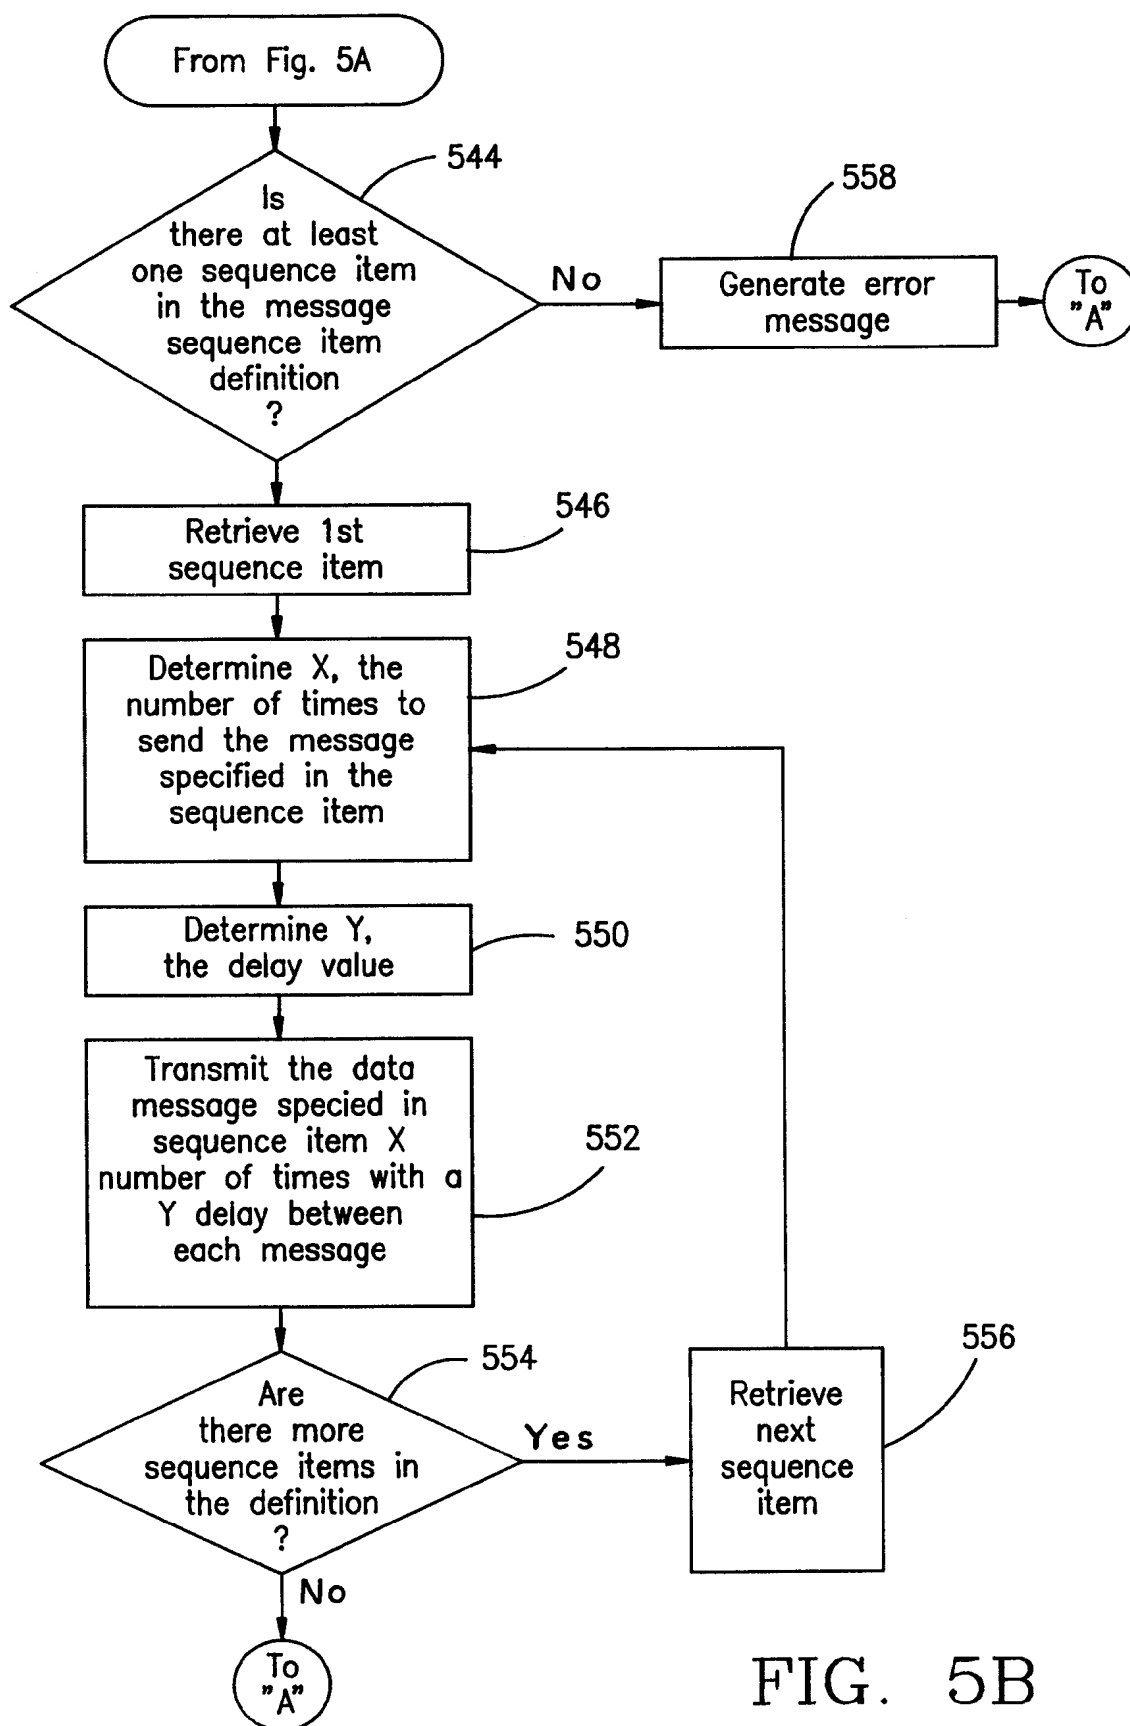 From Fig. 5A
544
Is
there at least
one sequence item
in the message
sequence item
definition
?
No
558
Generate error
message
To
"A"
546
Retrieve 1st
sequence item
548
Determine X, the
number of times to
send the message
specified in the
sequence item
550
Determine Y,
the delay value
552
Transmit the data
message specied in
sequence item X
number of times with a
Y delay between
each message
554
Are
there more
sequence items in
the definition
?
Yes
556
Retrieve
next
sequence
item
No
To
"A"
FIG. 5B